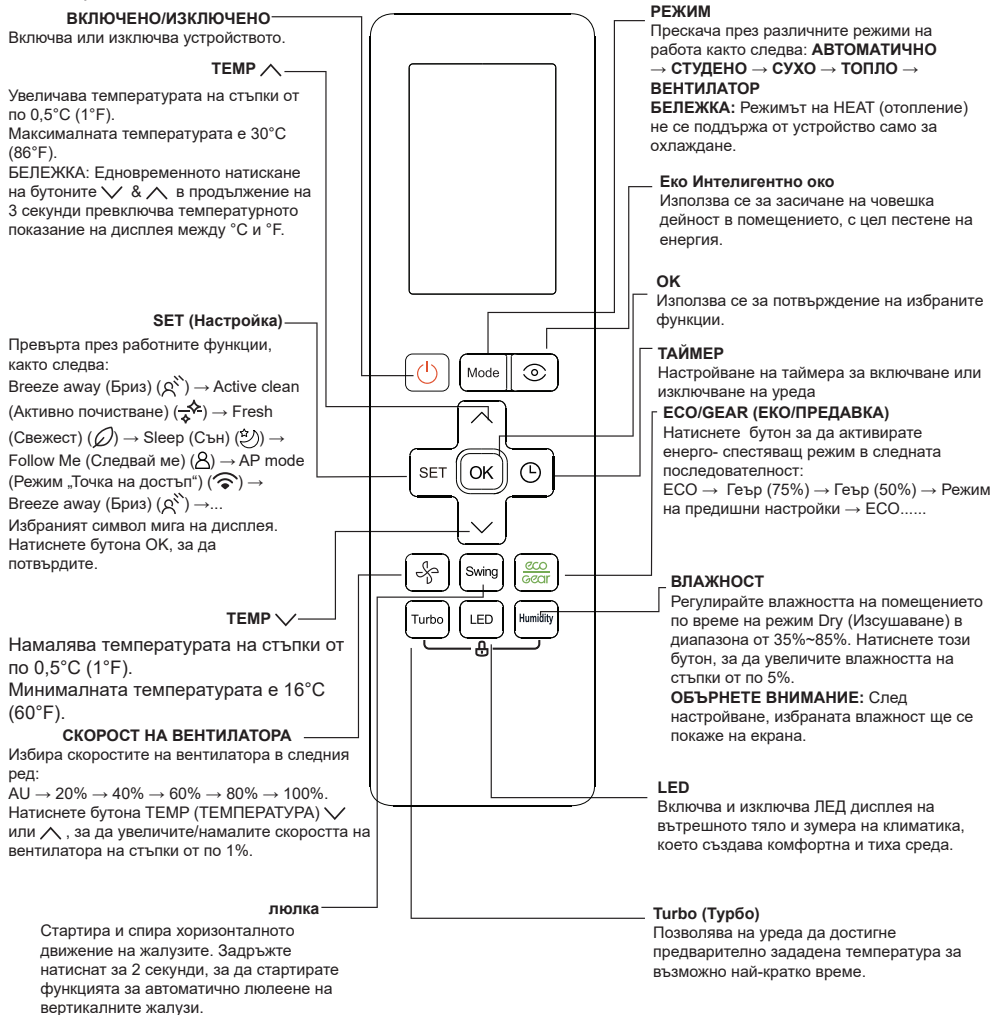 ВКЛЮЧЕНО/ИЗКЛЮЧЕНО
Включва или изключва устройството.
TEMP
Увеличава температурата на стъпки от
по 0,5°C (1°F).
Максималната температурата е 30°C
(86°F).
БЕЛЕЖКА: Едновременното натискане
на бутоните & в продължение на
3 секунди превключва температурното
показание на дисплея между °C и °F.
SET (Настройка)
Превърта през работните функции,
както следва:
Breeze away (Бриз) () → Active clean
(Активно почистване) () → Fresh
(Свежест) () → Sleep (Сън) () →
Follow Me (Следвай ме) () → AP mode
(Режим „Точка на достъп“) () →
Breeze away (Бриз) () →...
Избраният символ мига на дисплея.
Натиснете бутона OK, за да
потвърдите.
TEMP
Намалява температурата на стъпки от
по 0,5°C (1°F).
Минималната температурата е 16°C
(60°F).
СКОРОСТ НА ВЕНТИЛАТОРА
Избира скоростите на вентилатора в следния
ред:
AU → 20% → 40% → 60% → 80% → 100%.
Натиснете бутона TEMP (ТЕМПЕРАТУРА)
или , за да увеличите/намалите скоростта на
вентилатора на стъпки от по 1%.
люлка
Стартира и спира хоризонталното
движение на жалузите. Задръжте
натиснат за 2 секунди, за да стартирате
функцията за автоматично люлеене на
вертикалните жалузи.
Mode
SET
OK
Swing
eco
Gear
Turbo
LED
Humidity
РЕЖИМ
Прескача през различните режими на
работа както следва: АВТОМАТИЧНО
→ СТУДЕНО → СУХО → ТОПЛО →
ВЕНТИЛАТОР
БЕЛЕЖКА: Режимът на HEAT (отопление)
не се поддържа от устройство само за
охлаждане.
Еко Интелигентно око
Използва се за засичане на човешка
дейност в помещението, с цел пестене на
енергия.
OK
Използва се за потвърждение на избраните
функции.
ТАЙМЕР
Настройване на таймера за включване или
изключване на уреда
ECO/GEAR (ЕКО/ПРЕДАВКА)
Натиснете бутон за да активирате
енерго- спестяващ режим в следната
последователност:
ECO → Геър (75%) → Геър (50%) → Режим
на предишни настройки → ECO......
ВЛАЖНОСТ
Регулирайте влажността на помещението
по време на режим Dry (Изсушаване) в
диапазона от 35%~85%. Натиснете този
бутон, за да увеличите влажността на
стъпки от по 5%.
ОБЪРНЕТЕ ВНИМАНИЕ: След
настройване, избраната влажност ще се
покаже на екрана.
LED
Включва и изключва ЛЕД дисплея на
вътрешното тяло и зумера на климатика,
което създава комфортна и тиха среда.
Turbo (Турбо)
Позволява на уреда да достигне
предварително зададена температура за
възможно най-кратко време.